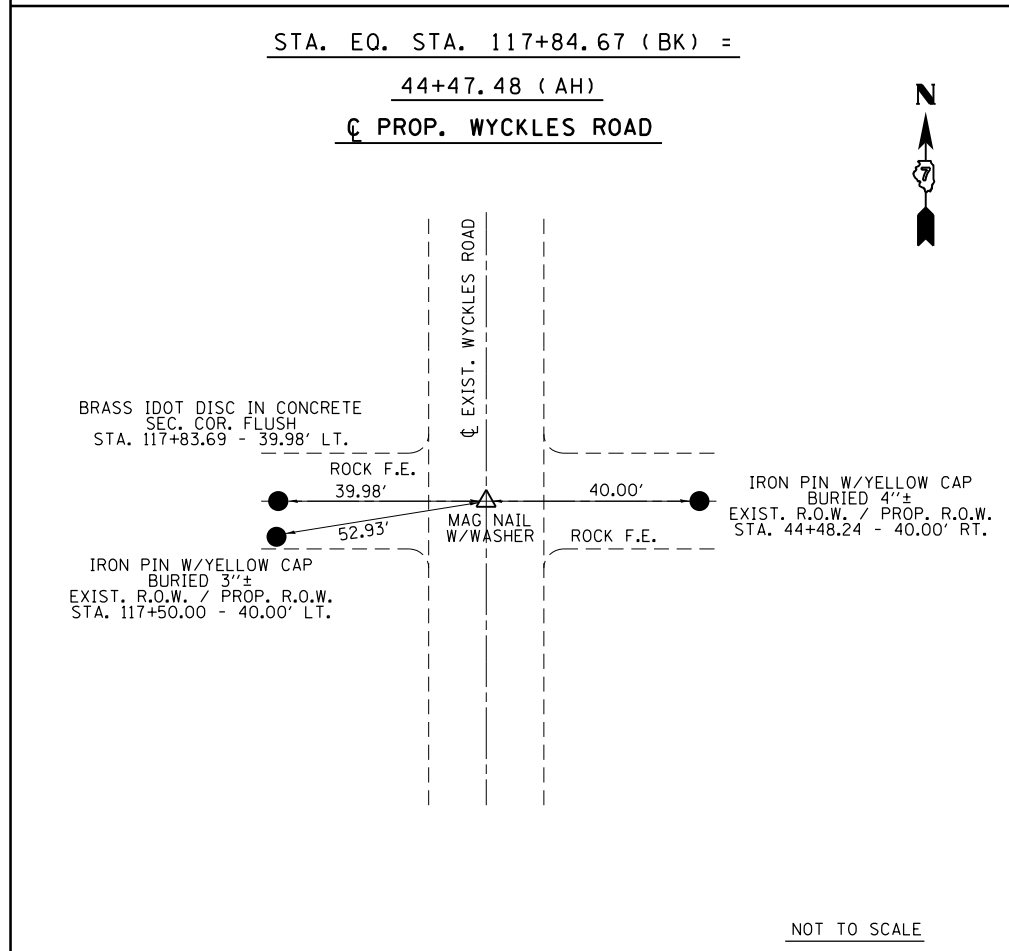 STA. EQ. STA. 117+84.67 (BK) =
44+47.48 (AH)
℄ PROP. WYCKLES ROAD
N
7
℄ EXIST. WYCKLES ROAD
BRASS IDOT DISC IN CONCRETE
SEC. COR. FLUSH
STA. 117+83.69 - 39.98' LT.
ROCK F.E.
39.98'
40.00'
52.93'
MAG NAIL
W/WASHER
ROCK F.E.
IRON PIN W/YELLOW CAP
BURIED 4"±
EXIST. R.O.W. / PROP. R.O.W.
STA. 44+48.24 - 40.00' RT.
IRON PIN W/YELLOW CAP
BURIED 3"±
EXIST. R.O.W. / PROP. R.O.W.
STA. 117+50.00 - 40.00' LT.
NOT TO SCALE